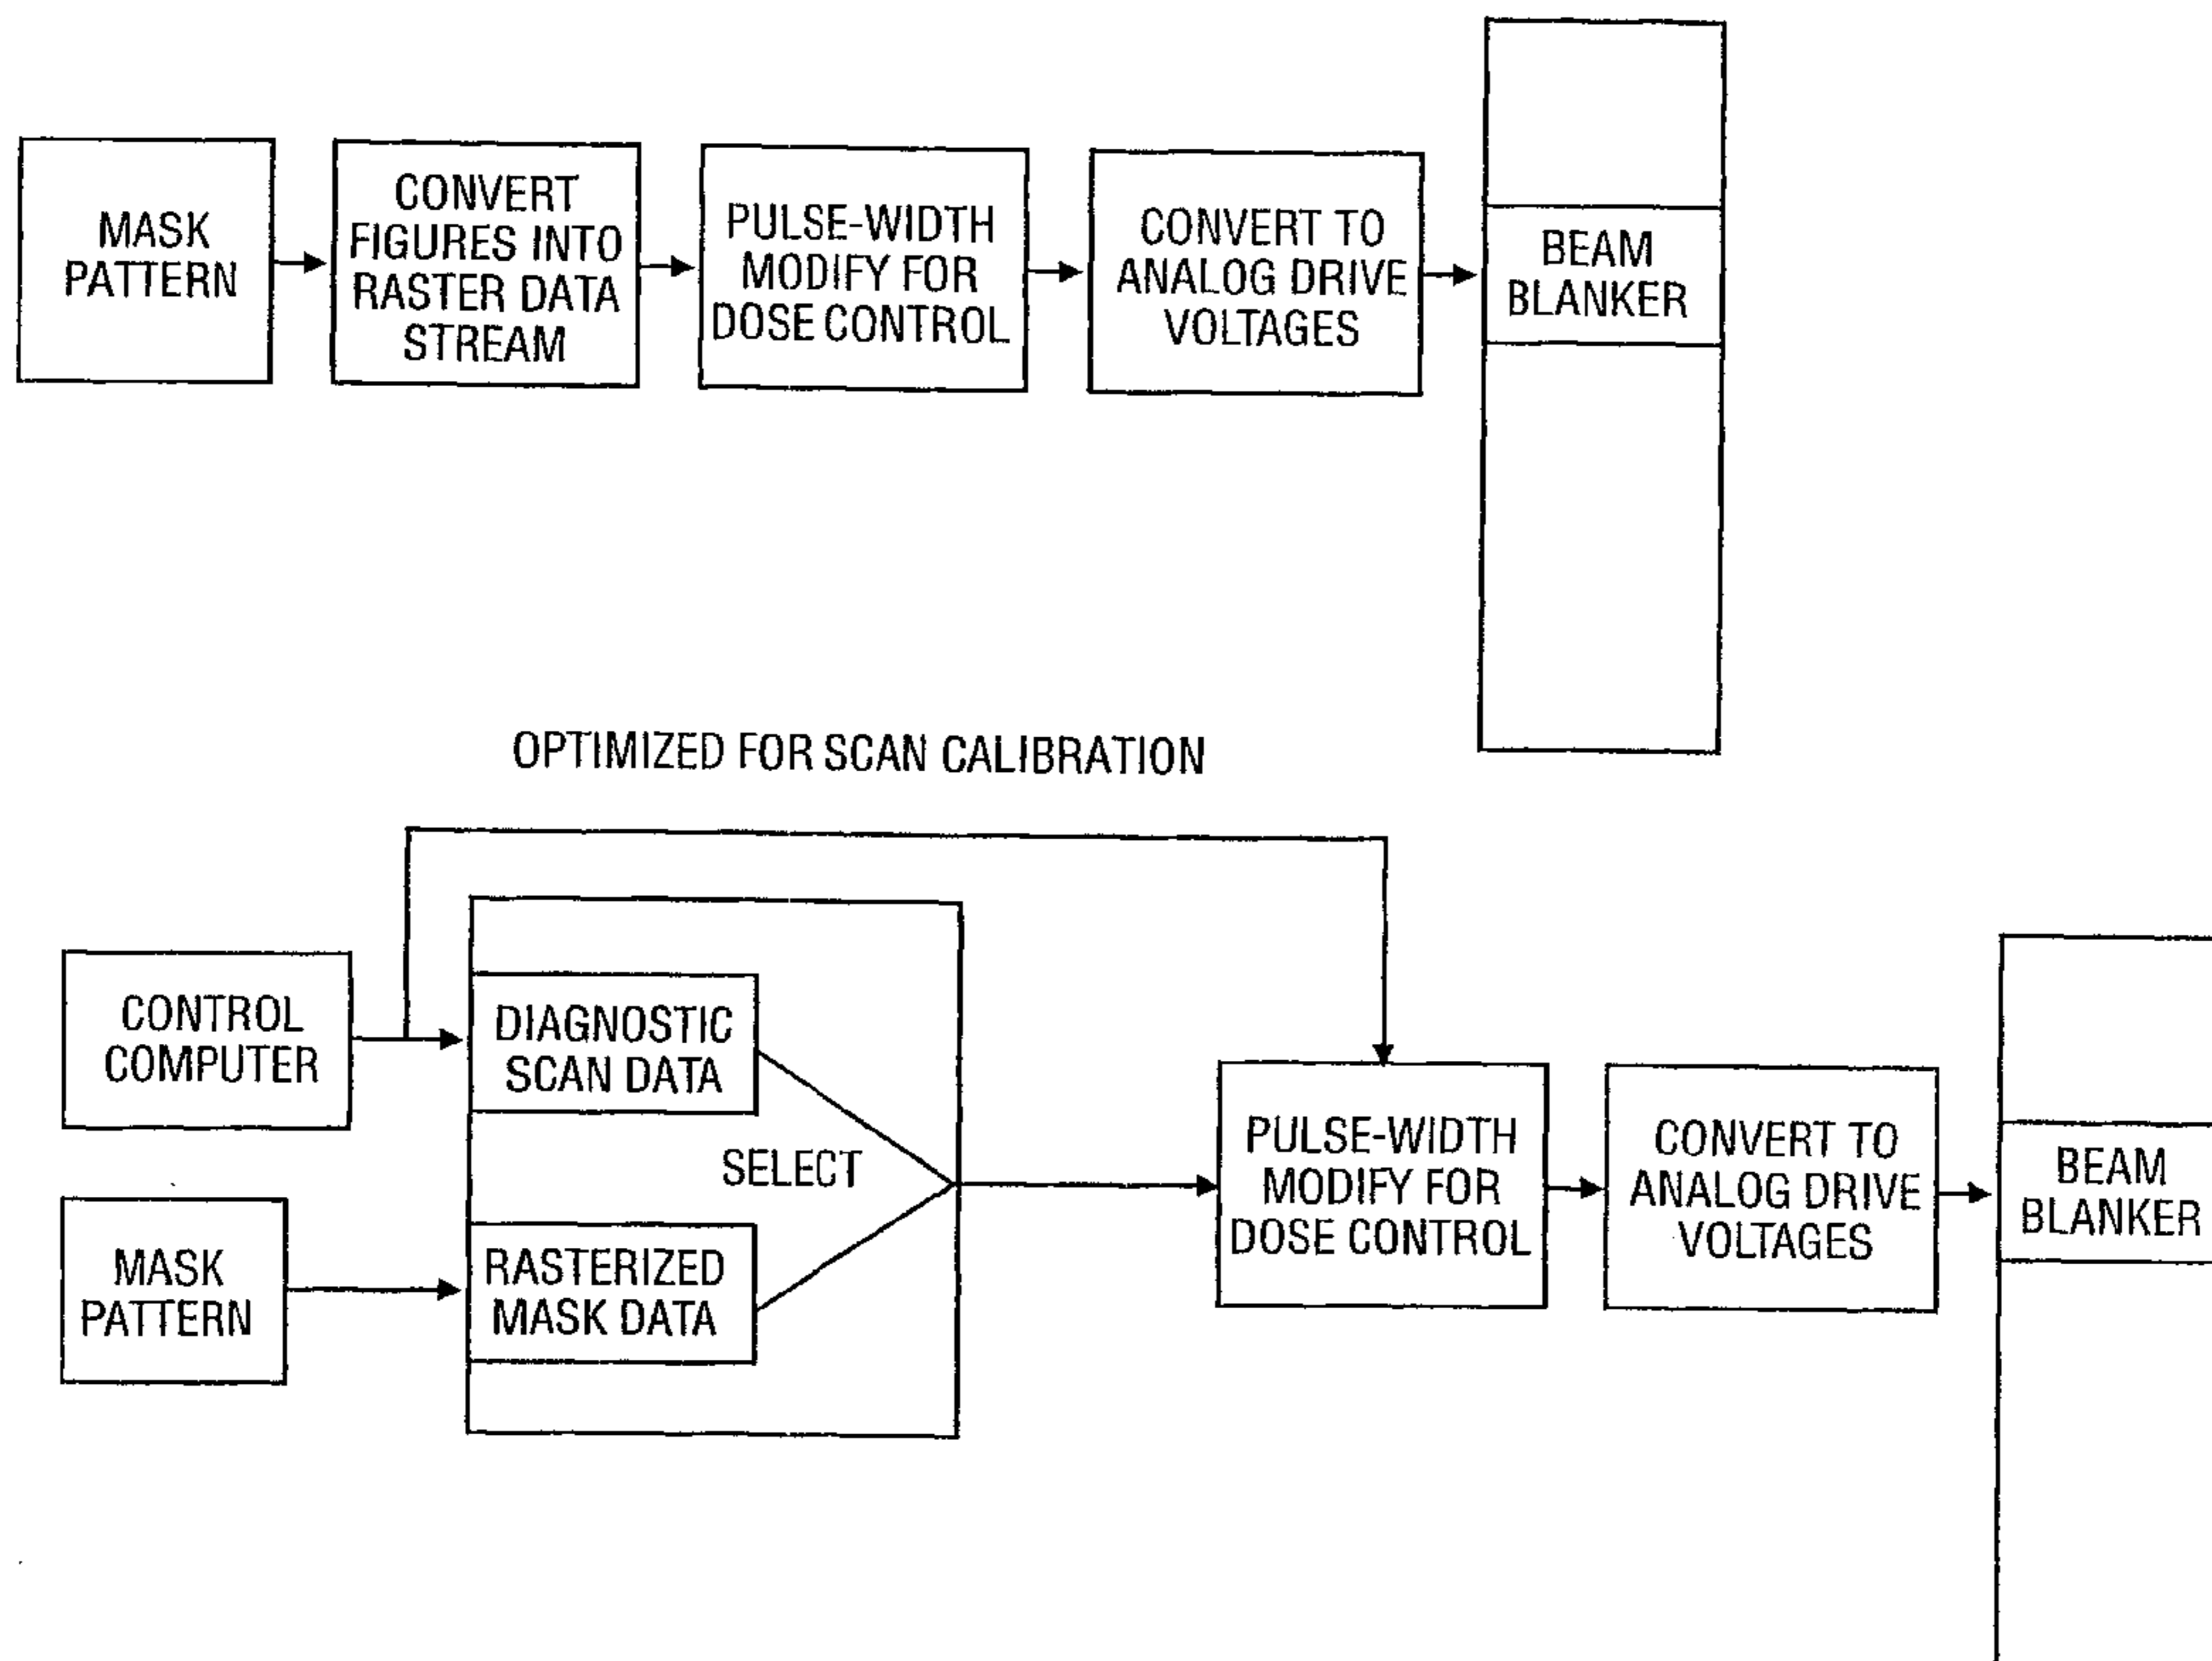 MASK
PATTERN
CONVERT
FIGURES INTO
RASTER DATA
STREAM
PULSE-WIDTH
MODIFY FOR
DOSE CONTROL
CONVERT TO
ANALOG DRIVE
VOLTAGES
BEAM
BLANKER
OPTIMIZED FOR SCAN CALIBRATION
CONTROL
COMPUTER
DIAGNOSTIC
SCAN DATA
SELECT
MASK
PATTERN
RASTERIZED
MASK DATA
PULSE-WIDTH
MODIFY FOR
DOSE CONTROL
CONVERT TO
ANALOG DRIVE
VOLTAGES
BEAM
BLANKER